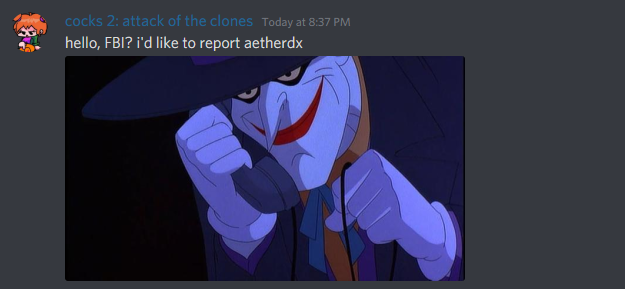 cocks 2: attack of the clones Today at 8:37 PM
hello, FBI? i'd like to report aetherdx